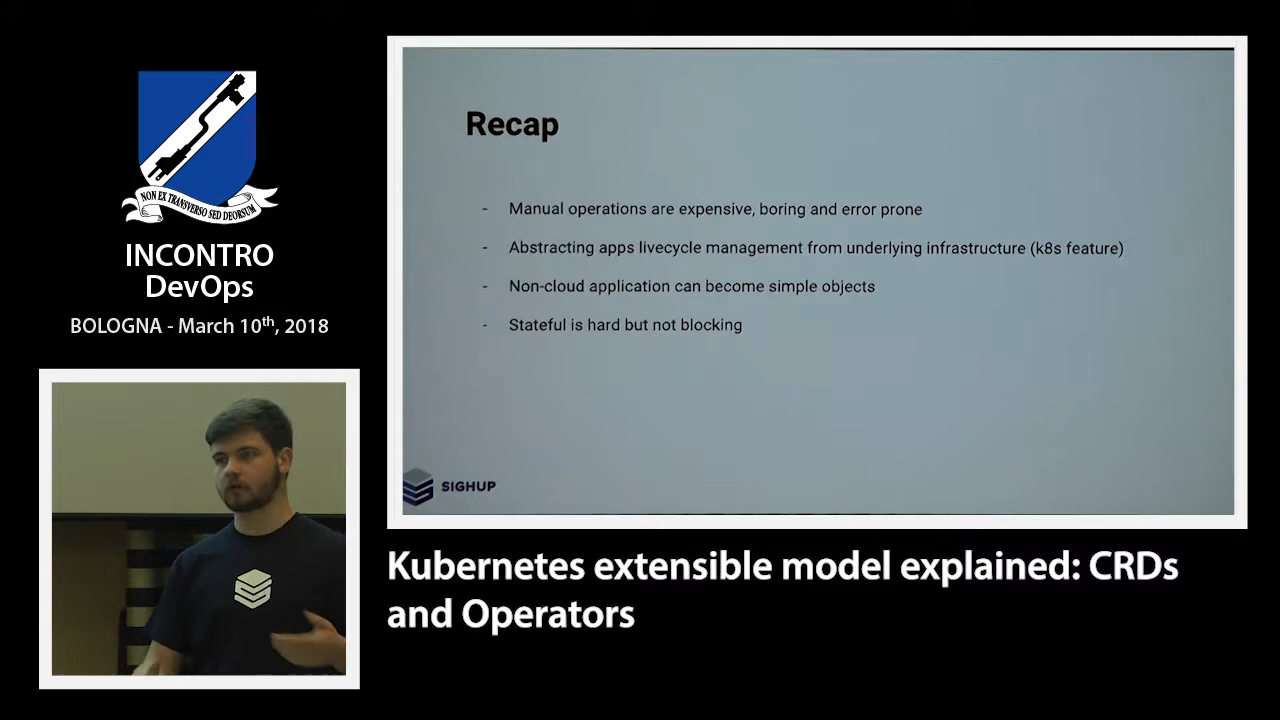 NON EX TRANSVERSO SED DEORSUM
INCONTRO
DevOps
BOLOGNA - March 10th, 2018
Recap
- Manual operations are expensive, boring and error prone
- Abstracting apps livecycle management from underlying infrastructure (k8s feature)
- Non-cloud application can become simple objects
- Stateful is hard but not blocking
SIGHUP
Kubernetes extensible model explained: CRDs
and Operators